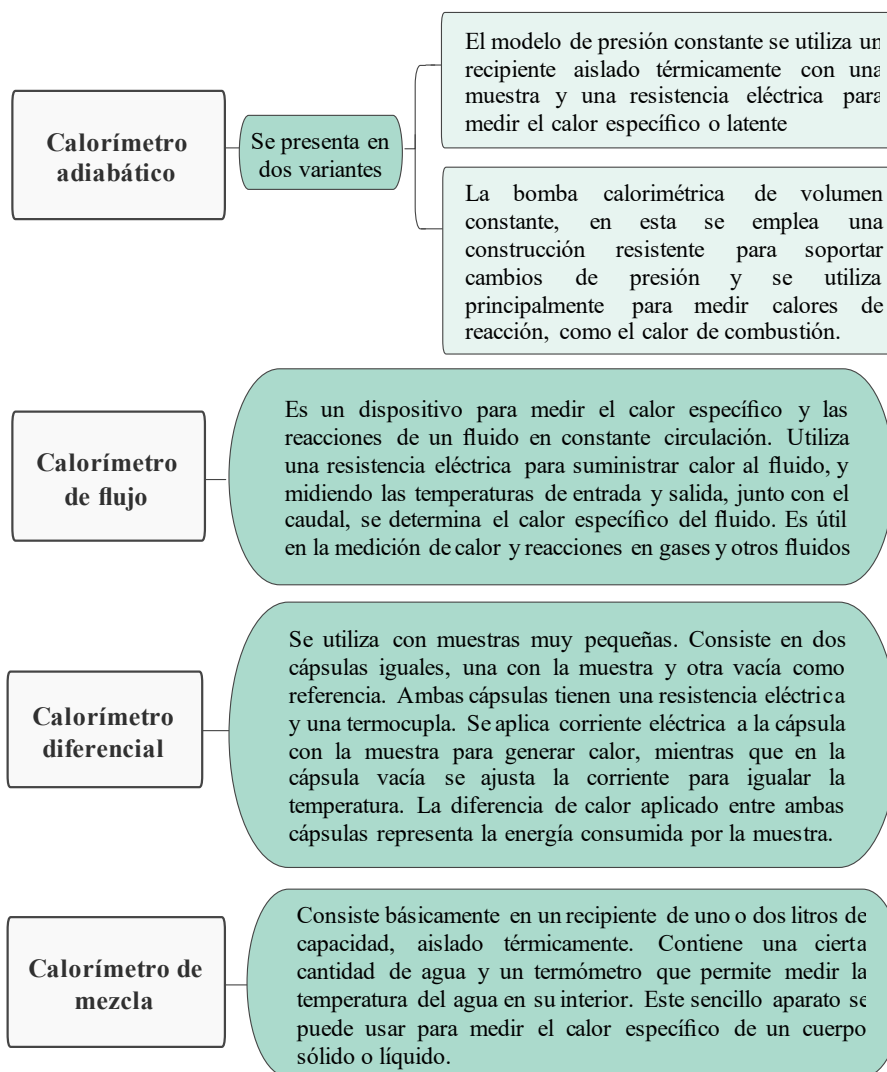 Calorímetro
adiabático
Se presenta en
dos variantes
El modelo de presión constante se utiliza un
recipiente aislado térmicamente con una
muestra y una resistencia eléctrica para
medir el calor específico o latente
La bomba calorimétrica de volumen
constante, en esta se emplea una
construcción resistente para soportar
cambios de presión y se utiliza
principalmente para medir calores de
reacción, como el calor de combustión.
Calorímetro
de flujo
Es un dispositivo para medir el calor específico y las
reacciones de un fluido en constante circulación. Utiliza
una resistencia eléctrica para suministrar calor al fluido, y
midiendo las temperaturas de entrada y salida, junto con el
caudal, se determina el calor específico del fluido. Es útil
en la medición de calor y reacciones en gases y otros fluidos
Calorímetro
diferencial
Se utiliza con muestras muy pequeñas. Consiste en dos
cápsulas iguales, una con la muestra y otra vacía como
referencia. Ambas cápsulas tienen una resistencia eléctrica
y una termocupla. Se aplica corriente eléctrica a la cápsula
con la muestra para generar calor, mientras que en la
cápsula vacía se ajusta la corriente para igualar la
temperatura. La diferencia de calor aplicado entre ambas
cápsulas representa la energía consumida por la muestra.
Calorímetro de
mezcla
Consiste básicamente en un recipiente de uno o dos litros de
capacidad, aislado térmicamente. Contiene una cierta
cantidad de agua y un termómetro que permite medir la
temperatura del agua en su interior. Este sencillo aparato se
puede usar para medir el calor específico de un cuerpo
sólido o líquido.